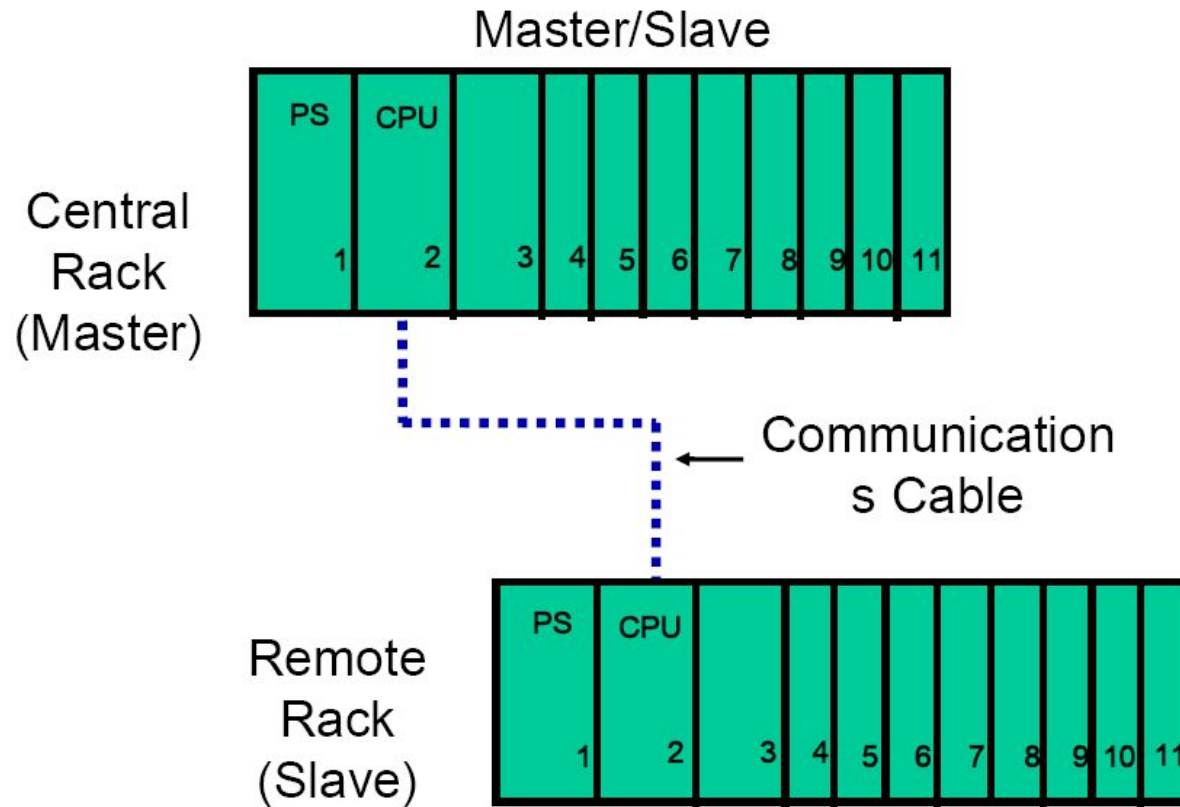 Master/Slave
PS CPU
1 2 3 4 5 6 7 8 9 10 11
Central
Rack
(Master)
Communication
s Cable
PS CPU
1 2 3 4 5 6 7 8 9 10 11
Remote
Rack
(Slave)